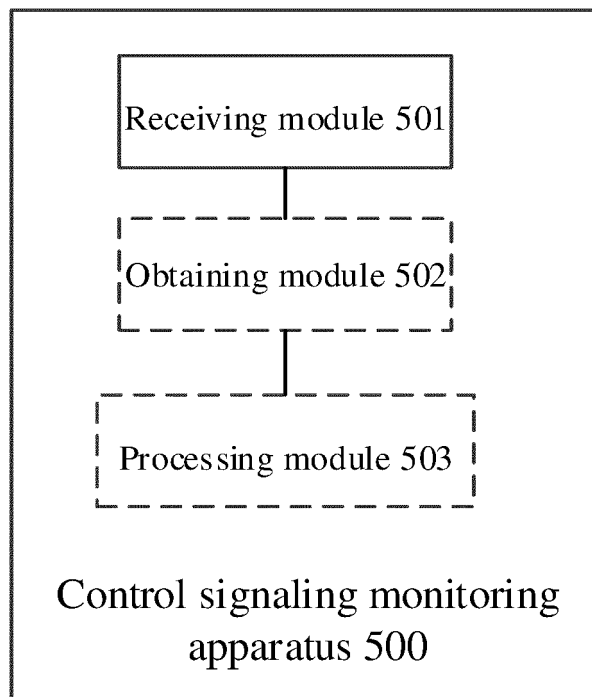 Receiving module 501
Obtaining module 502
Processing module 503
Control signaling monitoring
apparatus 500